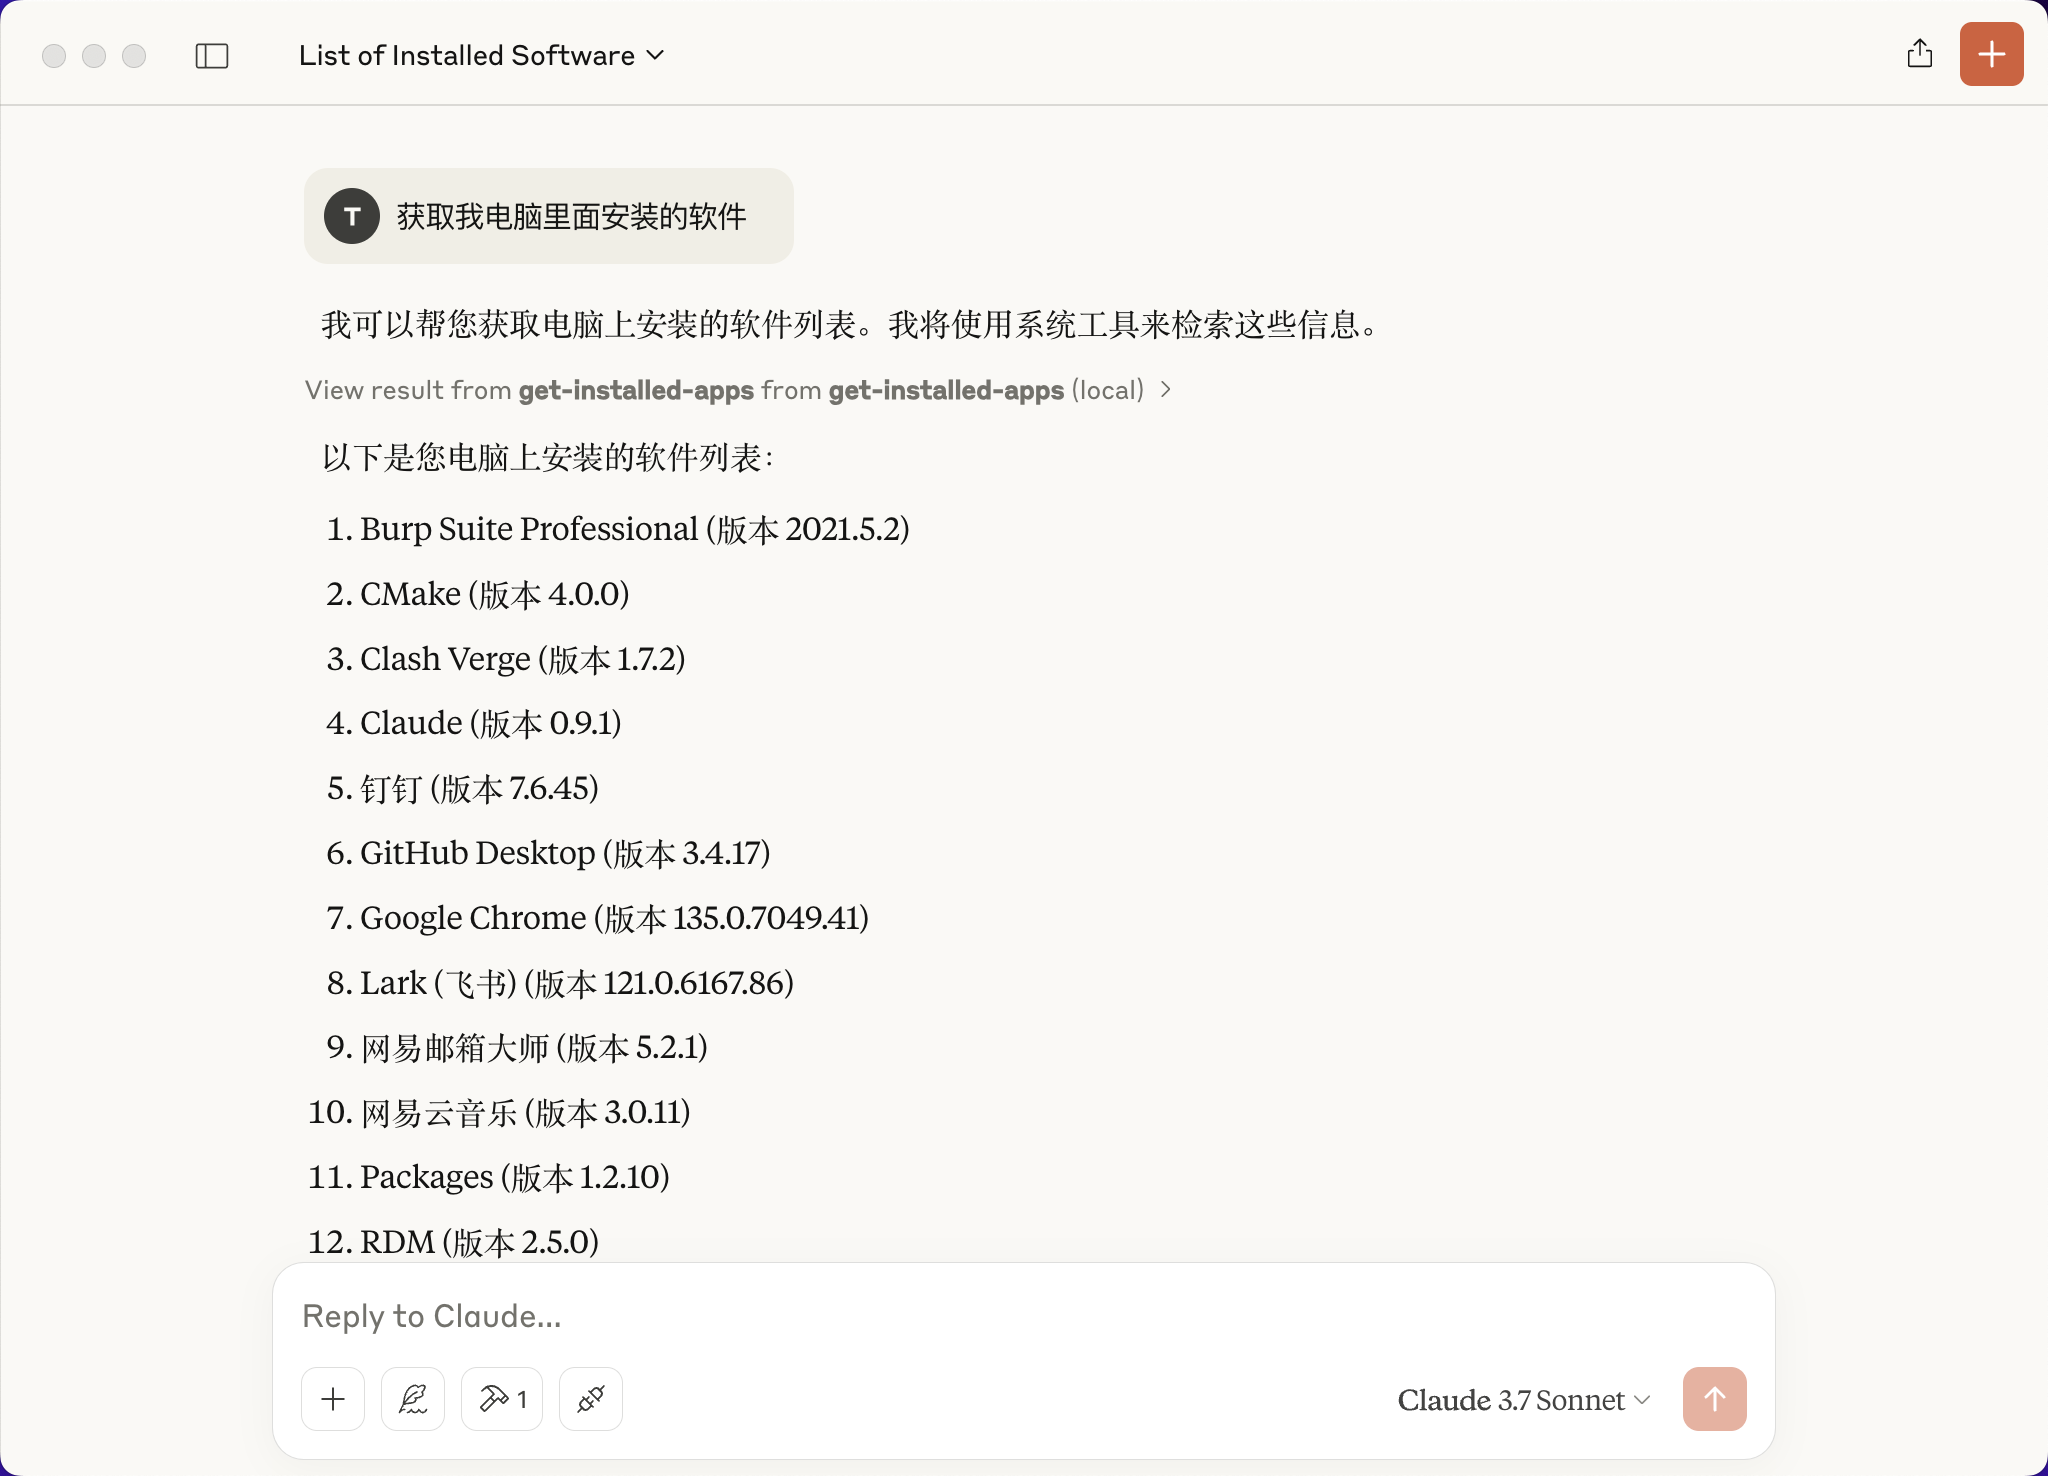 List of Installed Software
T 获取我电脑里面安装的软件
我可以帮您获取电脑上安装的软件列表。我将使用系统工具来检索这些信息。
View result from get-installed-apps from get-installed-apps (local)
以下是您电脑上安装的软件列表：
1. Burp Suite Professional (版本 2021.5.2)
2. CMake (版本 4.0.0)
3. Clash Verge (版本 1.7.2)
4. Claude (版本 0.9.1)
5. 钉钉 (版本 7.6.45)
6. GitHub Desktop (版本 3.4.17)
7. Google Chrome (版本 135.0.7049.41)
8. Lark (飞书) (版本 121.0.6167.86)
9. 网易邮箱大师 (版本 5.2.1)
10. 网易云音乐 (版本 3.0.11)
11. Packages (版本 1.2.10)
12. RDM (版本 2.5.0)
Reply to Claude...
1
Claude 3.7 Sonnet